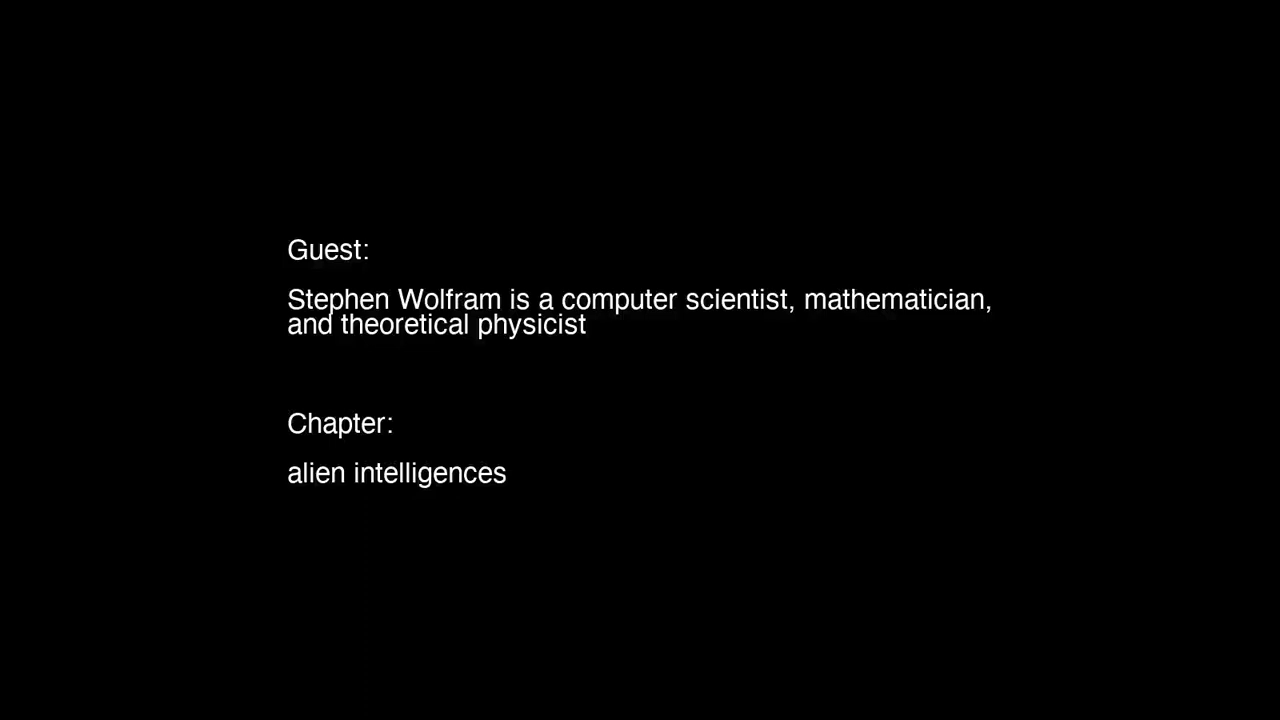 Guest:
Stephen Wolfram is a computer scientist, mathematician,
and theoretical physicist
Chapter:
alien intelligences